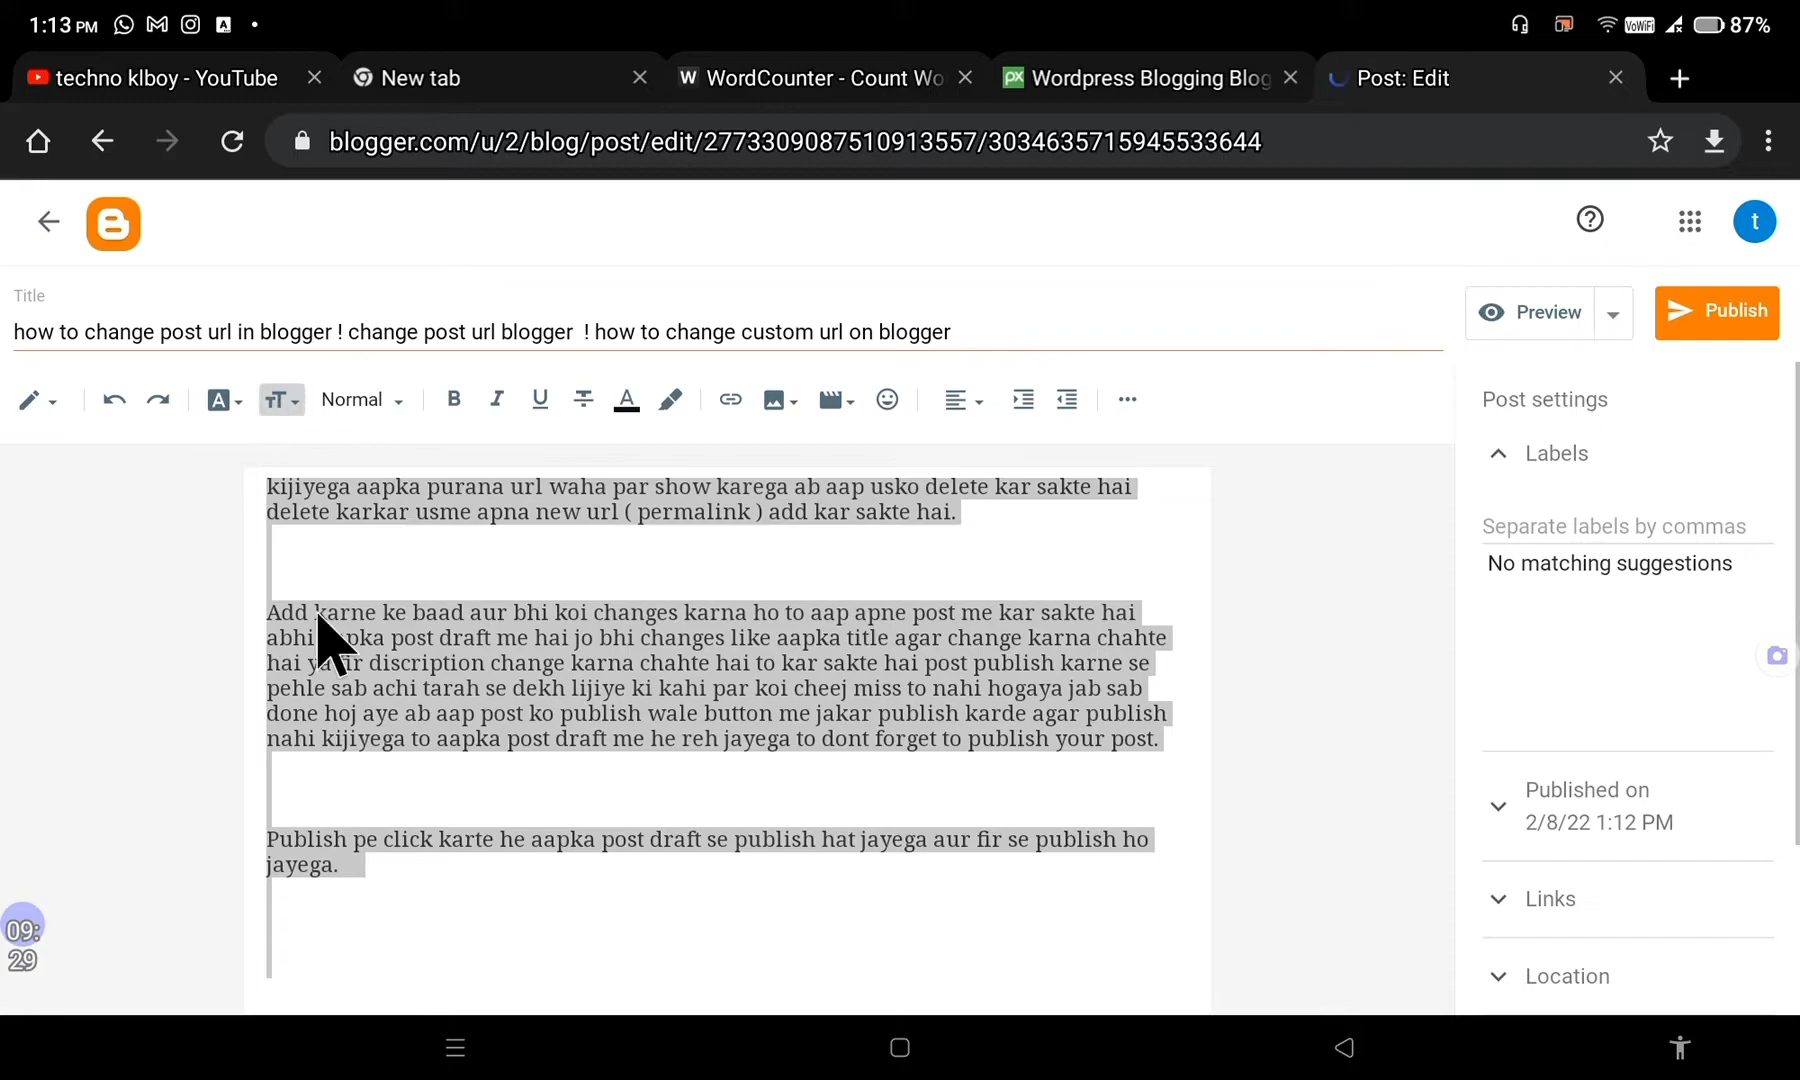 1:13 PM
VoWiFi 87%
techno klboy - YouTube
New tab
W WordCounter - Count Wo
px Wordpress Blogging Blog
Post: Edit
blogger.com/u/2/blog/post/edit/2773309087510913557/3034635715945533644
t
Title
how to change post url in blogger ! change post url blogger  ! how to change custom url on blogger
Preview
Publish
Normal
kijiyega aapka purana url waha par show karega ab aap usko delete kar sakte hai
delete karkar usme apna new url ( permalink ) add kar sakte hai.
Add karne ke baad aur bhi koi changes karna ho to aap apne post me kar sakte hai
abhi apka post draft me hai jo bhi changes like aapka title agar change karna chahte
hai ya fir discription change karna chahte hai to kar sakte hai post publish karne se
pehle sab achi tarah se dekh lijiye ki kahi par koi cheej miss to nahi hogaya jab sab
done hoj aye ab aap post ko publish wale button me jakar publish karde agar publish
nahi kijiyega to aapka post draft me he reh jayega to dont forget to publish your post.
Publish pe click karte he aapka post draft se publish hat jayega aur fir se publish ho
jayega.
Post settings
Labels
Separate labels by commas
No matching suggestions
Published on
2/8/22 1:12 PM
Links
Location
09:
29